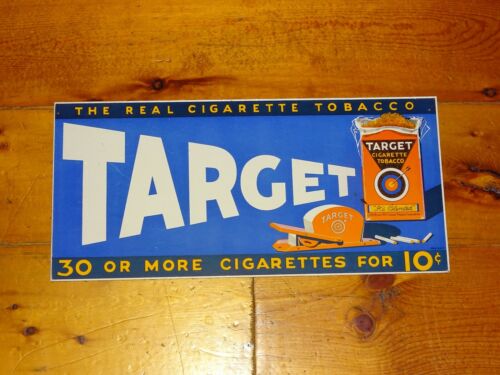 THE REAL CIGARETTE TOBACCO
TARGET
TARGET
CIGARETTE
TOBACCO
TARGET
30 OR MORE CIGARETTES FOR 10¢